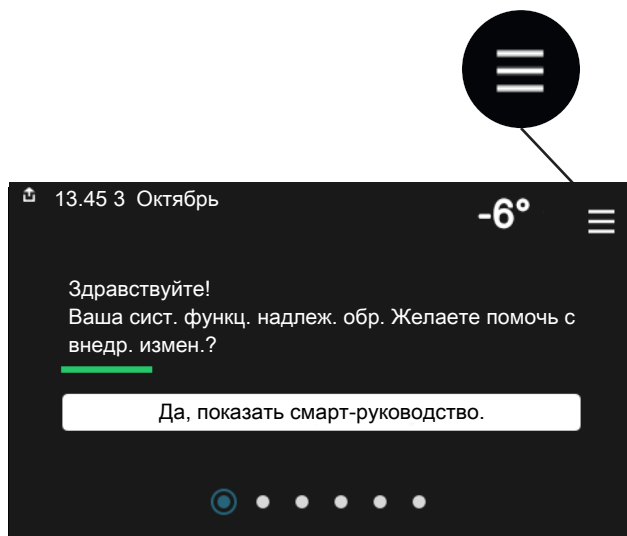 13.45 3 Октябрь
-6°
Здравствуйте!
Ваша сист. функц. надлеж. обр. Желаете помочь с
внедр. измен.?
Да, показать смарт-руководство.